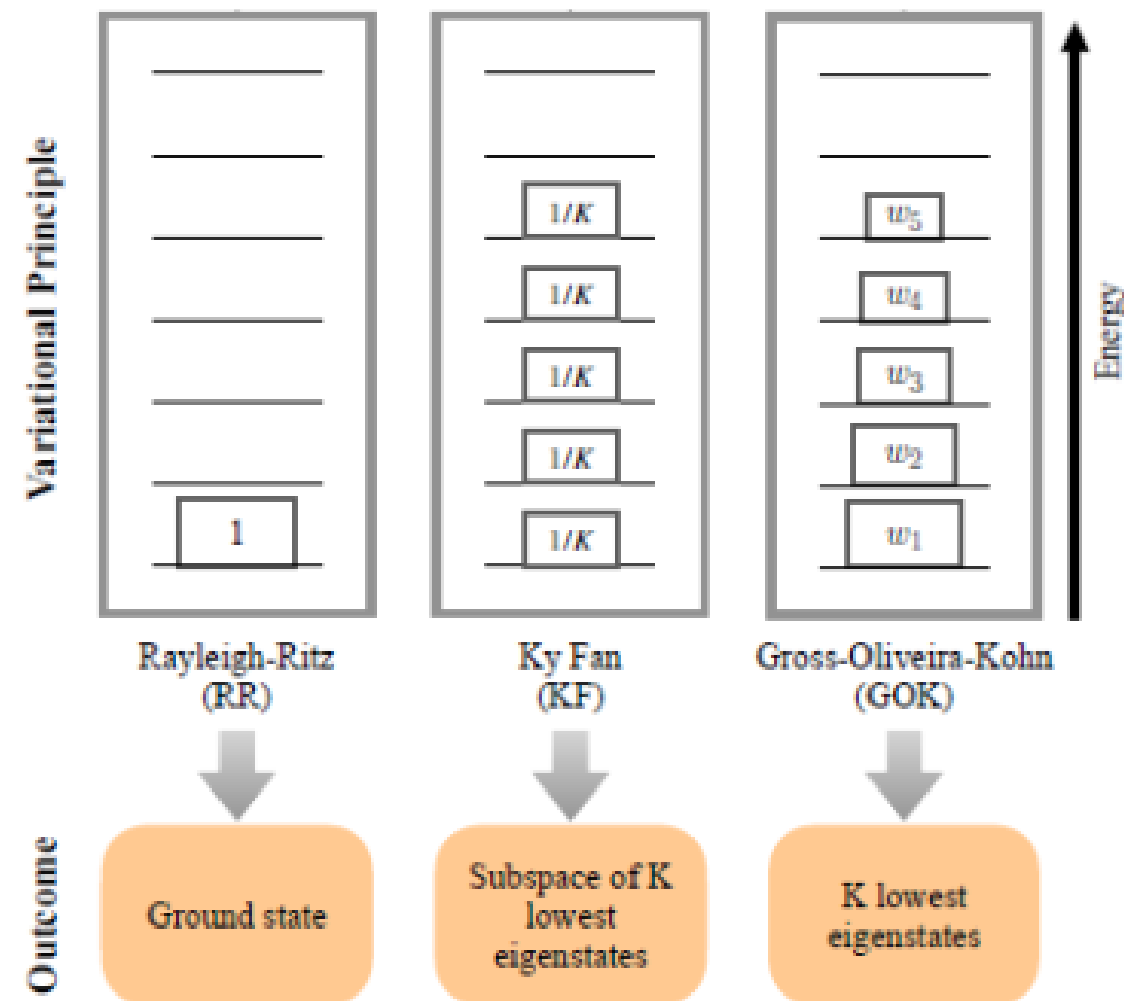 Variational Principle
1
1/K
1/K
1/K
1/K
1/K
w5
w4
w3
w2
w1
Energy
Rayleigh-Ritz
(RR)
Ky Fan
(KF)
Gross-Oliveira-Kohn
(GOK)
Outcome
Ground state
Subspace of K
lowest
eigenstates
K lowest
eigenstates